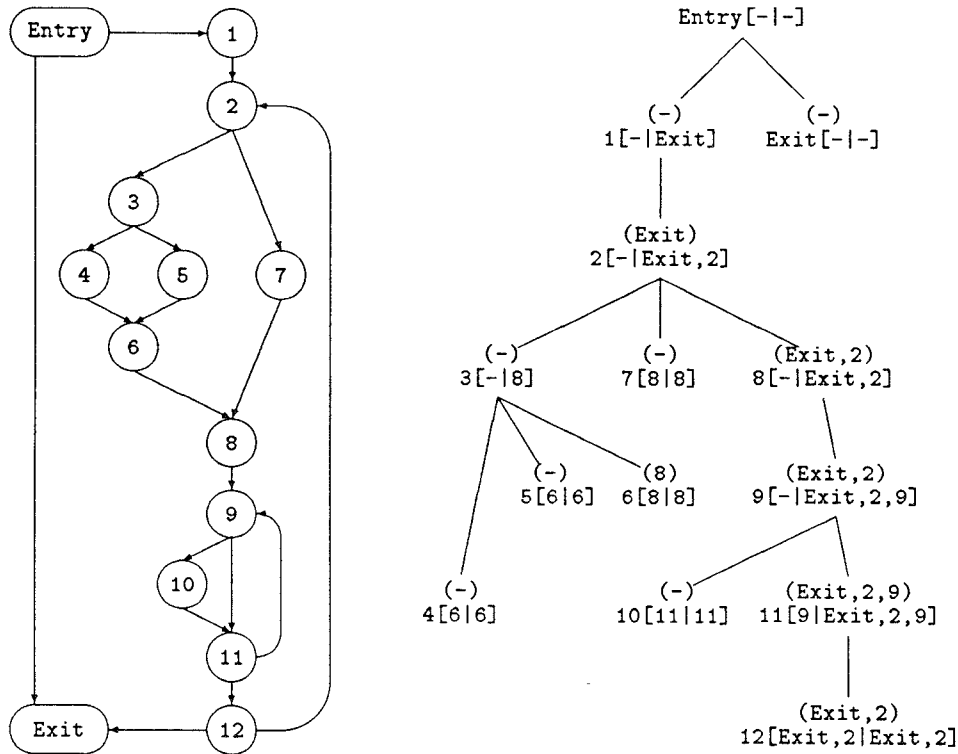 Entry
1
2
3
4
5
7
6
8
9
10
11
Exit
12
Entry[-|-]
(-)
1[-|Exit]
(-)
Exit[-|-]
(Exit)
2[-|Exit,2]
(-)
3[-|8]
(-)
7[8|8]
(Exit,2)
8[-|Exit,2]
(-)
5[6|6]
(8)
6[8|8]
(Exit,2)
9[-|Exit,2,9]
(-)
4[6|6]
(-)
10[11|11]
(Exit,2,9)
11[9|Exit,2,9]
(Exit,2)
12[Exit,2|Exit,2]